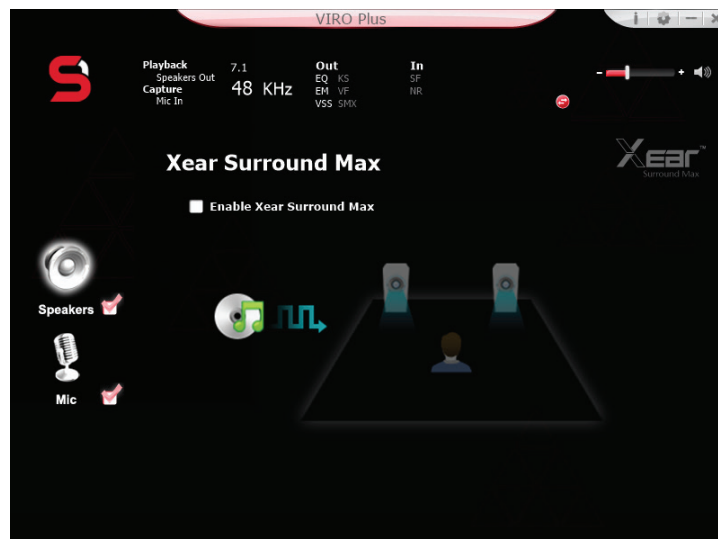 VIRO Plus
Playback 7.1 Out In
Speakers Out EQ KS SF
Capture 48 KHz EM VF NR
Mic In VSS SMX
Xear™
Surround Max
Xear Surround Max
Enable Xear Surround Max
Speakers
Mic